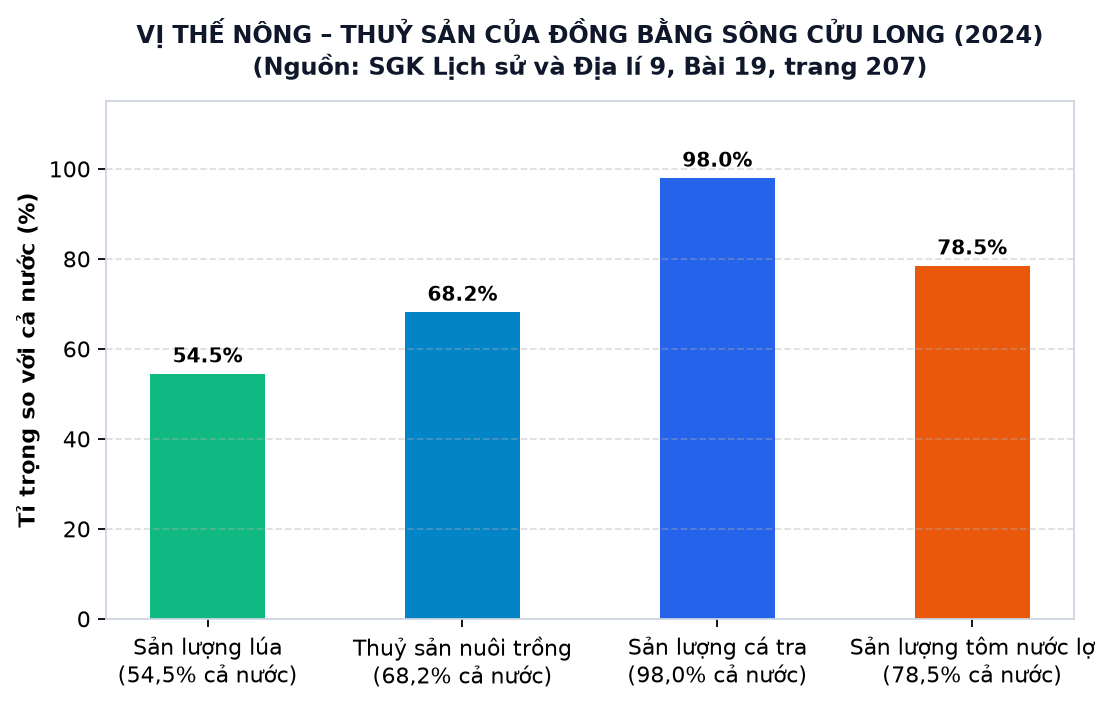 VỊ THẾ NÔNG – THUỶ SẢN CỦA ĐỒNG BẰNG SÔNG CỬU LONG (2024)
(Nguồn: SGK Lịch sử và Địa lí 9, Bài 19, trang 207)
Tỉ trọng so với cả nước (%)
100
80
60
40
20
0
54.5%
68.2%
98.0%
78.5%
Sản lượng lúa
(54,5% cả nước)
Thuỷ sản nuôi trồng
(68,2% cả nước)
Sản lượng cá tra
(98,0% cả nước)
Sản lượng tôm nước lợ
(78,5% cả nước)